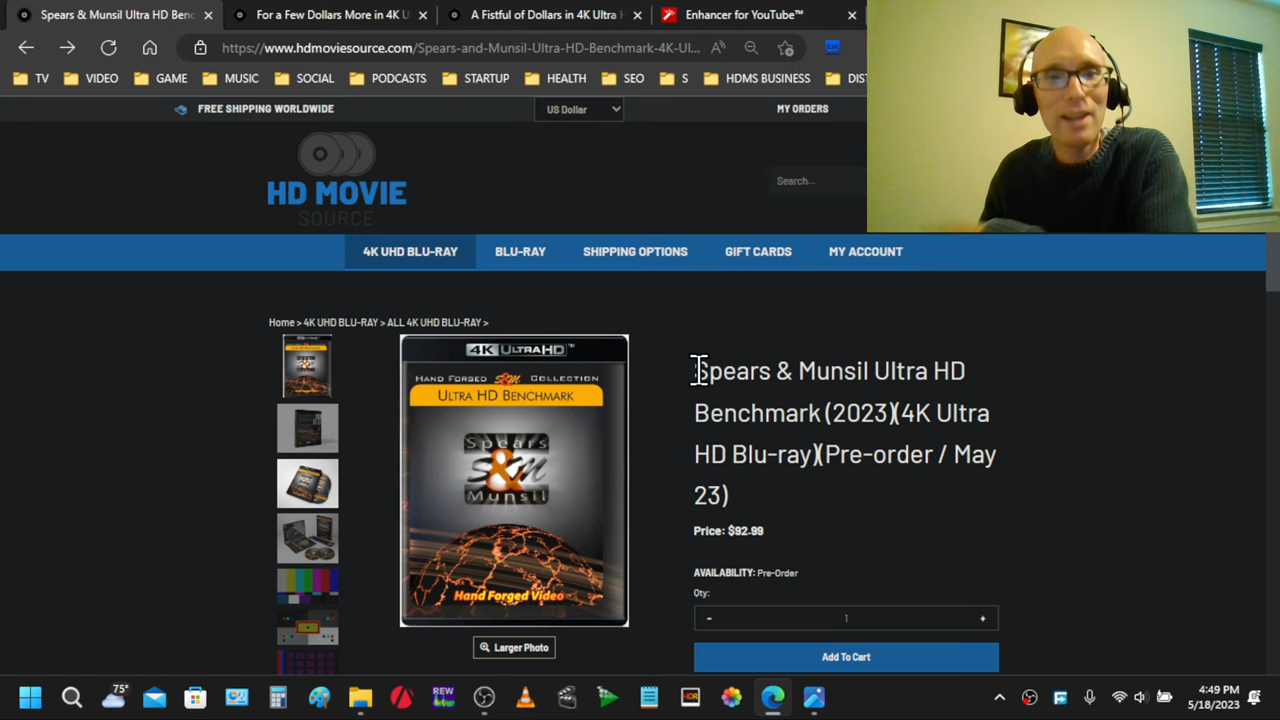 Spears & Munsil Ultra HD Benc
For a Few Dollars More in 4K U
A Fistful of Dollars in 4K Ultra H
Enhancer for YouTube™
https://www.hdmoviesource.com/Spears-and-Munsil-Ultra-HD-Benchmark-4K-Ul...
TV
VIDEO
GAME
MUSIC
SOCIAL
PODCASTS
STARTUP
HEALTH
SEO
S
HDMS BUSINESS
DIST
FREE SHIPPING WORLDWIDE
US Dollar
MY ORDERS
HD MOVIE
SOURCE
Search...
4K UHD BLU-RAY
BLU-RAY
SHIPPING OPTIONS
GIFT CARDS
MY ACCOUNT
Home > 4K UHD BLU-RAY > ALL 4K UHD BLU-RAY >
4K ULTRAHD™
HAND FORGED S&M COLLECTION
ULTRA HD BENCHMARK
Spears
S&M
Munsil
Hand Forged Video
Larger Photo
Spears & Munsil Ultra HD
Benchmark (2023)(4K Ultra
HD Blu-ray)(Pre-order / May
23)
Price: $92.99
AVAILABILITY: Pre-Order
Qty:
- 1 +
Add To Cart
75°
REW
HDR
4:49 PM
5/18/2023